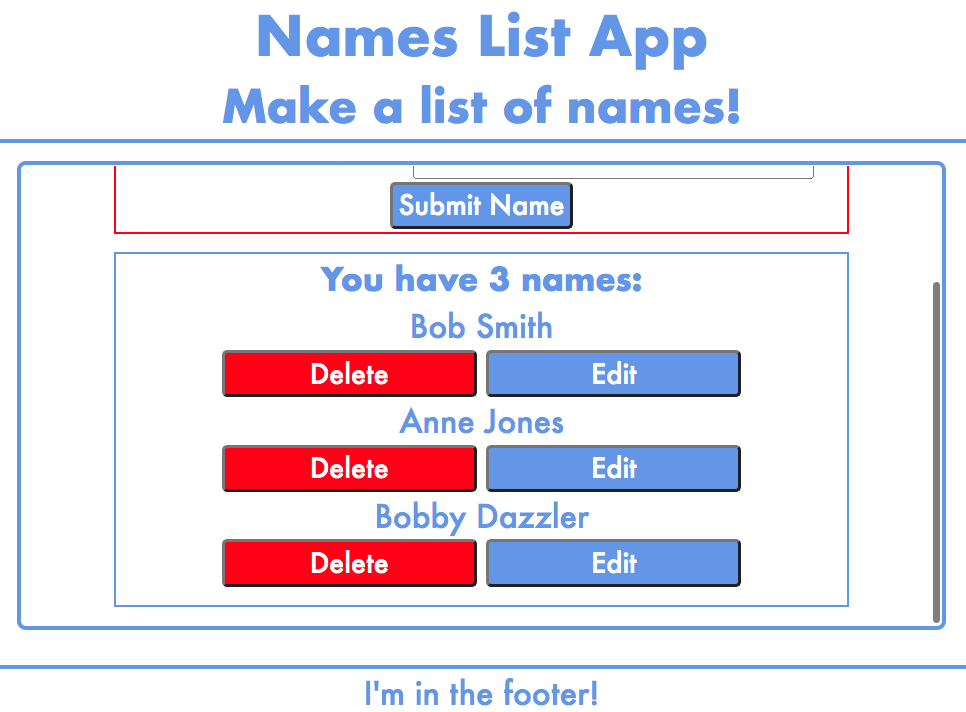 Names List App
Make a list of names!
Submit Name
You have 3 names:
Bob Smith
Delete Edit
Anne Jones
Delete Edit
Bobby Dazzler
Delete Edit
I'm in the footer!